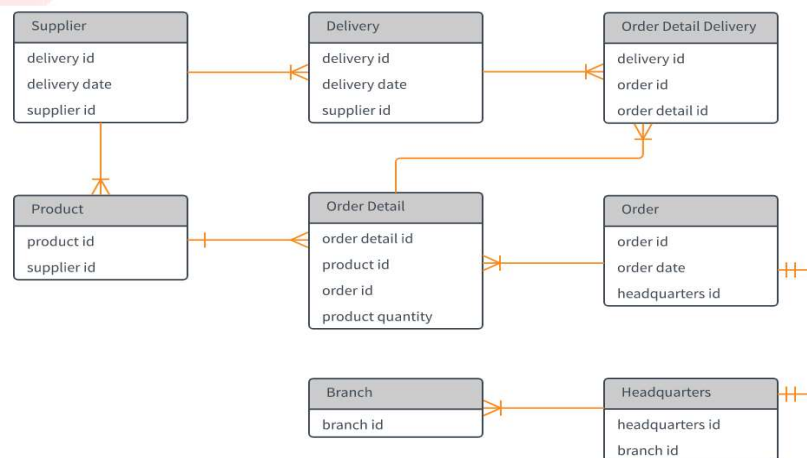 Supplier
delivery id
delivery date
supplier id
Delivery
delivery id
delivery date
supplier id
Order Detail Delivery
delivery id
order id
order detail id
Product
product id
supplier id
Order Detail
order detail id
product id
order id
product quantity
Order
order id
order date
headquarters id
Branch
branch id
Headquarters
headquarters id
branch id